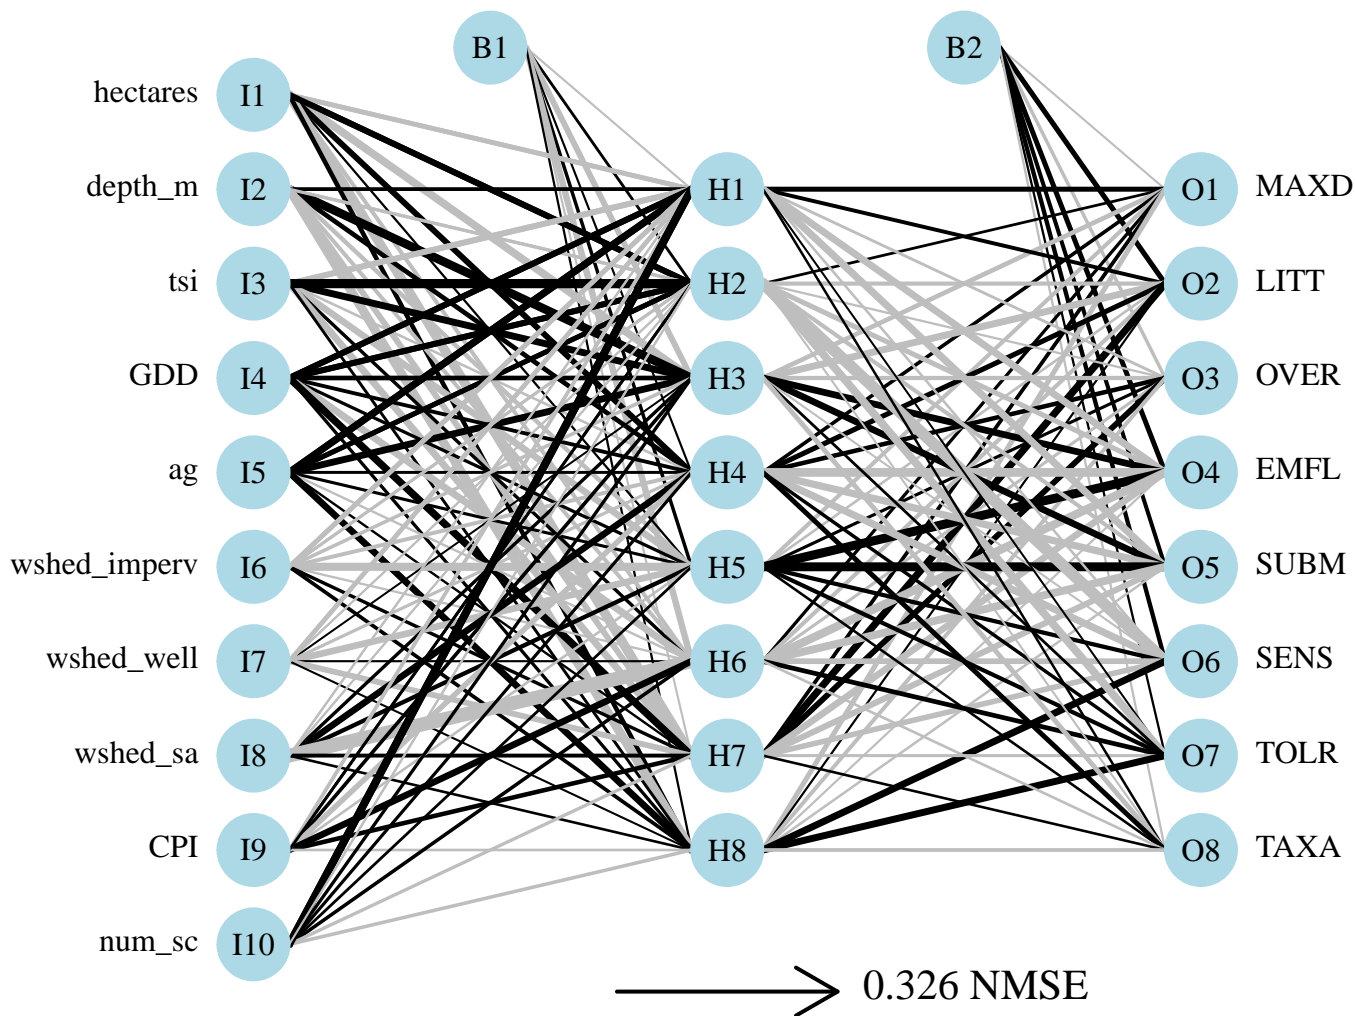 B1 B2
hectares I1
depth_m I2 H1 O1 MAXD
tsi I3 H2 O2 LITT
GDD I4 H3 O3 OVER
ag I5 H4 O4 EMFL
wshed_imperv I6 H5 O5 SUBM
wshed_well I7 H6 O6 SENS
wshed_sa I8 H7 O7 TOLR
CPI I9 H8 O8 TAXA
num_sc I10
0.326 NMSE